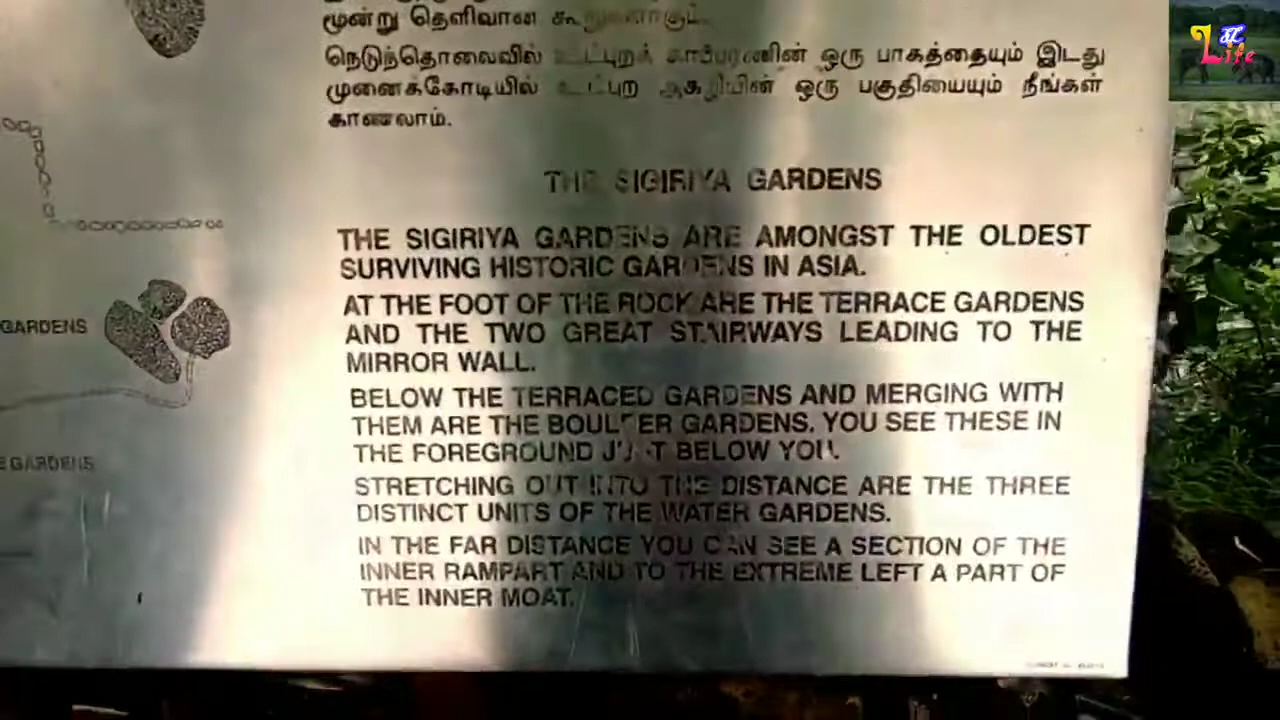 மூன்று தெளிவான கூறுகளாகும்.
நெடுந்தொலைவில் உட்புறக் காப்பரணின் ஒரு பாகத்தையும் இடது
முனைக்கோடியில் உட்புற அகழியின் ஒரு பகுதியையும் நீங்கள்
காணலாம்.
THE SIGIRIYA GARDENS
THE SIGIRIYA GARDENS ARE AMONGST THE OLDEST
SURVIVING HISTORIC GARDENS IN ASIA.
AT THE FOOT OF THE ROCK ARE THE TERRACE GARDENS
AND THE TWO GREAT STAIRWAYS LEADING TO THE
MIRROR WALL.
BELOW THE TERRACED GARDENS AND MERGING WITH
THEM ARE THE BOULDER GARDENS. YOU SEE THESE IN
THE FOREGROUND JUST BELOW YOU.
STRETCHING OUT INTO THE DISTANCE ARE THE THREE
DISTINCT UNITS OF THE WATER GARDENS.
IN THE FAR DISTANCE YOU CAN SEE A SECTION OF THE
INNER RAMPART AND TO THE EXTREME LEFT A PART OF
THE INNER MOAT.
GARDENS
E GARDENS
Life